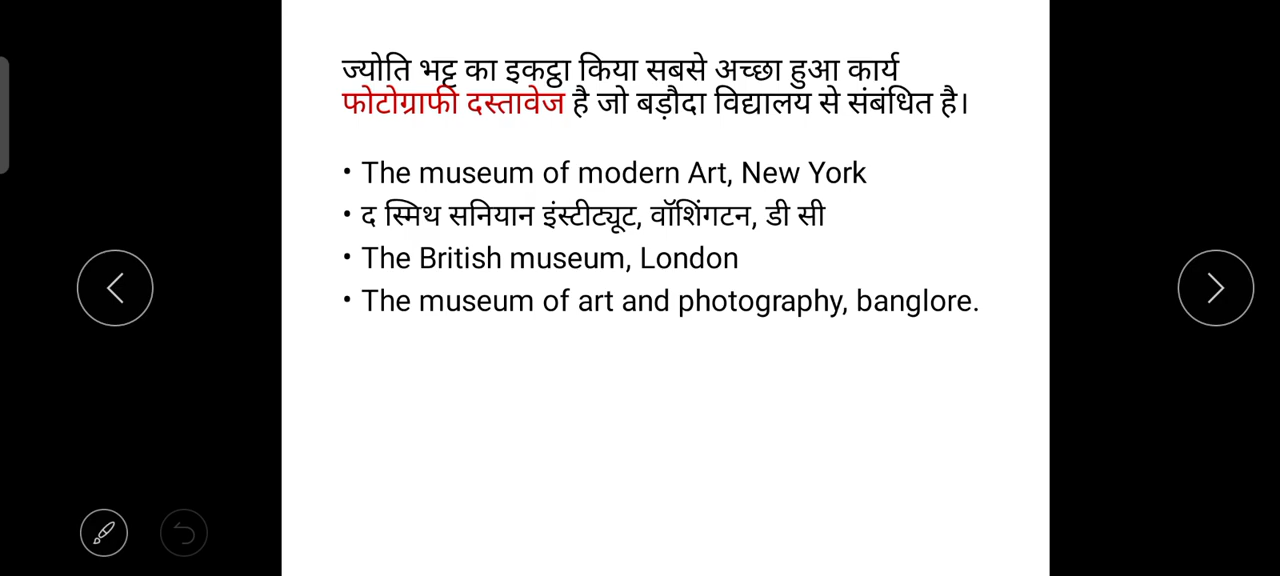 ज्योति भट्ट का इकट्ठा किया सबसे अच्छा हुआ कार्य
फोटोग्राफी दस्तावेज है जो बड़ौदा विद्यालय से संबंधित है।
• The museum of modern Art, New York
• द स्मिथ सनियान इंस्टीट्यूट, वॉशिंगटन, डी सी
• The British museum, London
• The museum of art and photography, banglore.